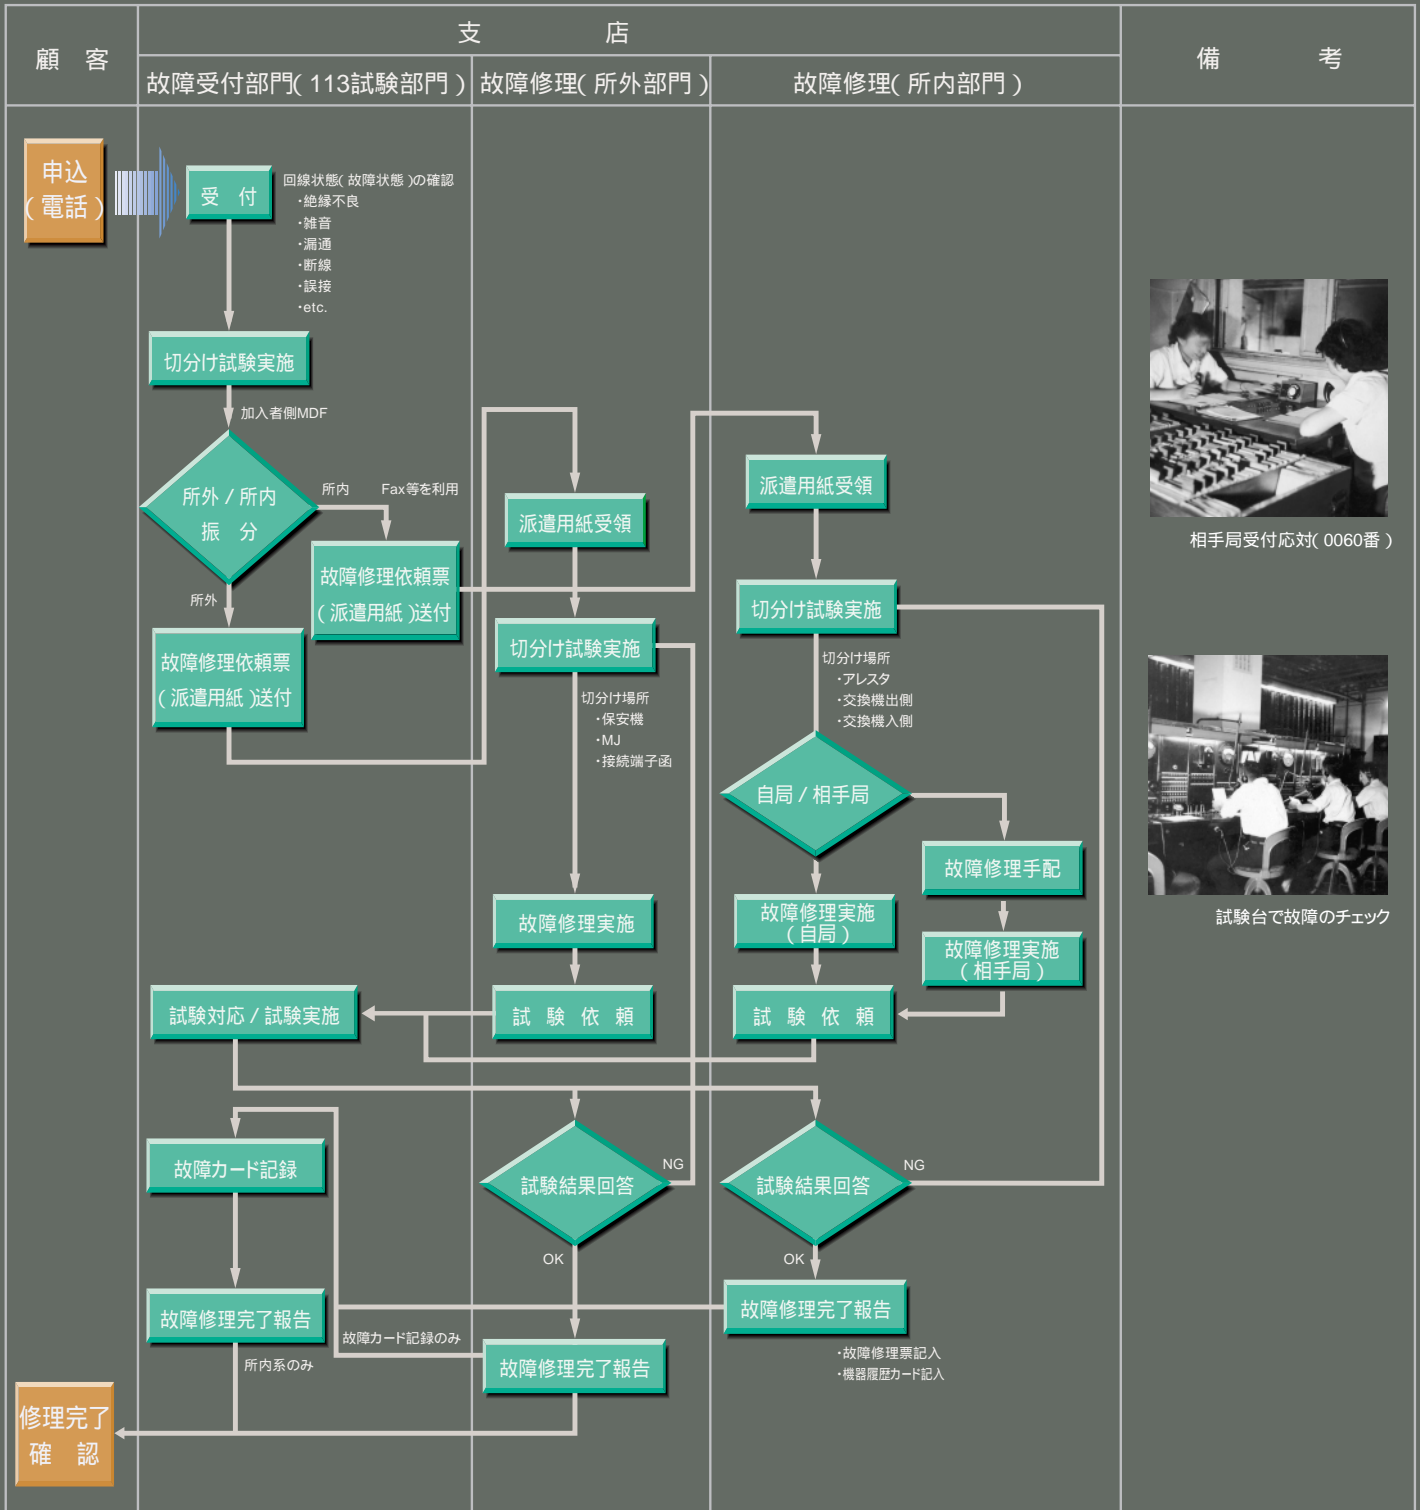 顧　客
支　店
備　考
故障受付部門(113試験部門)
故障修理(所外部門)
故障修理(所内部門)
申込
(電話)
受　付
回線状態(故障状態)の確認
・絶縁不良
・雑音
・漏通
・断線
・誤接
・etc.
切分け試験実施
加入者側MDF
所外/所内
振　分
所内
Fax等を利用
故障修理依頼票
(派遣用紙)送付
所外
故障修理依頼票
(派遣用紙)送付
派遣用紙受領
切分け試験実施
切分け場所
・保安機
・MJ
・接続端子函
故障修理実施
試　験　依　頼
派遣用紙受領
切分け試験実施
切分け場所
・アレスタ
・交換機出側
・交換機入側
自局/相手局
故障修理手配
故障修理実施
(自局)
故障修理実施
(相手局)
試　験　依　頼
試験対応/試験実施
故障カード記録
試験結果回答
NG
OK
試験結果回答
NG
OK
故障修理完了報告
所内系のみ
故障カード記録のみ
故障修理完了報告
故障修理完了報告
・故障修理票記入
・機器履歴カード記入
修理完了
確　認
相手局受付応対(0060番)
試験台で故障のチェック